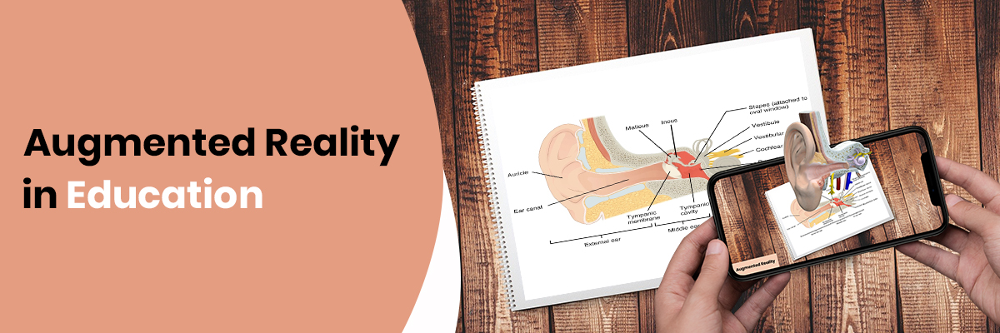 Augmented Reality
in Education
Stapes (attached to
oval window)
Malleus
Incus
Vestibule
Vestibular
Cochlear
Auricle
Ear canal
Tympanic
membrane
Tympanic
cavity
External ear
Middle ear
Augmented Reality